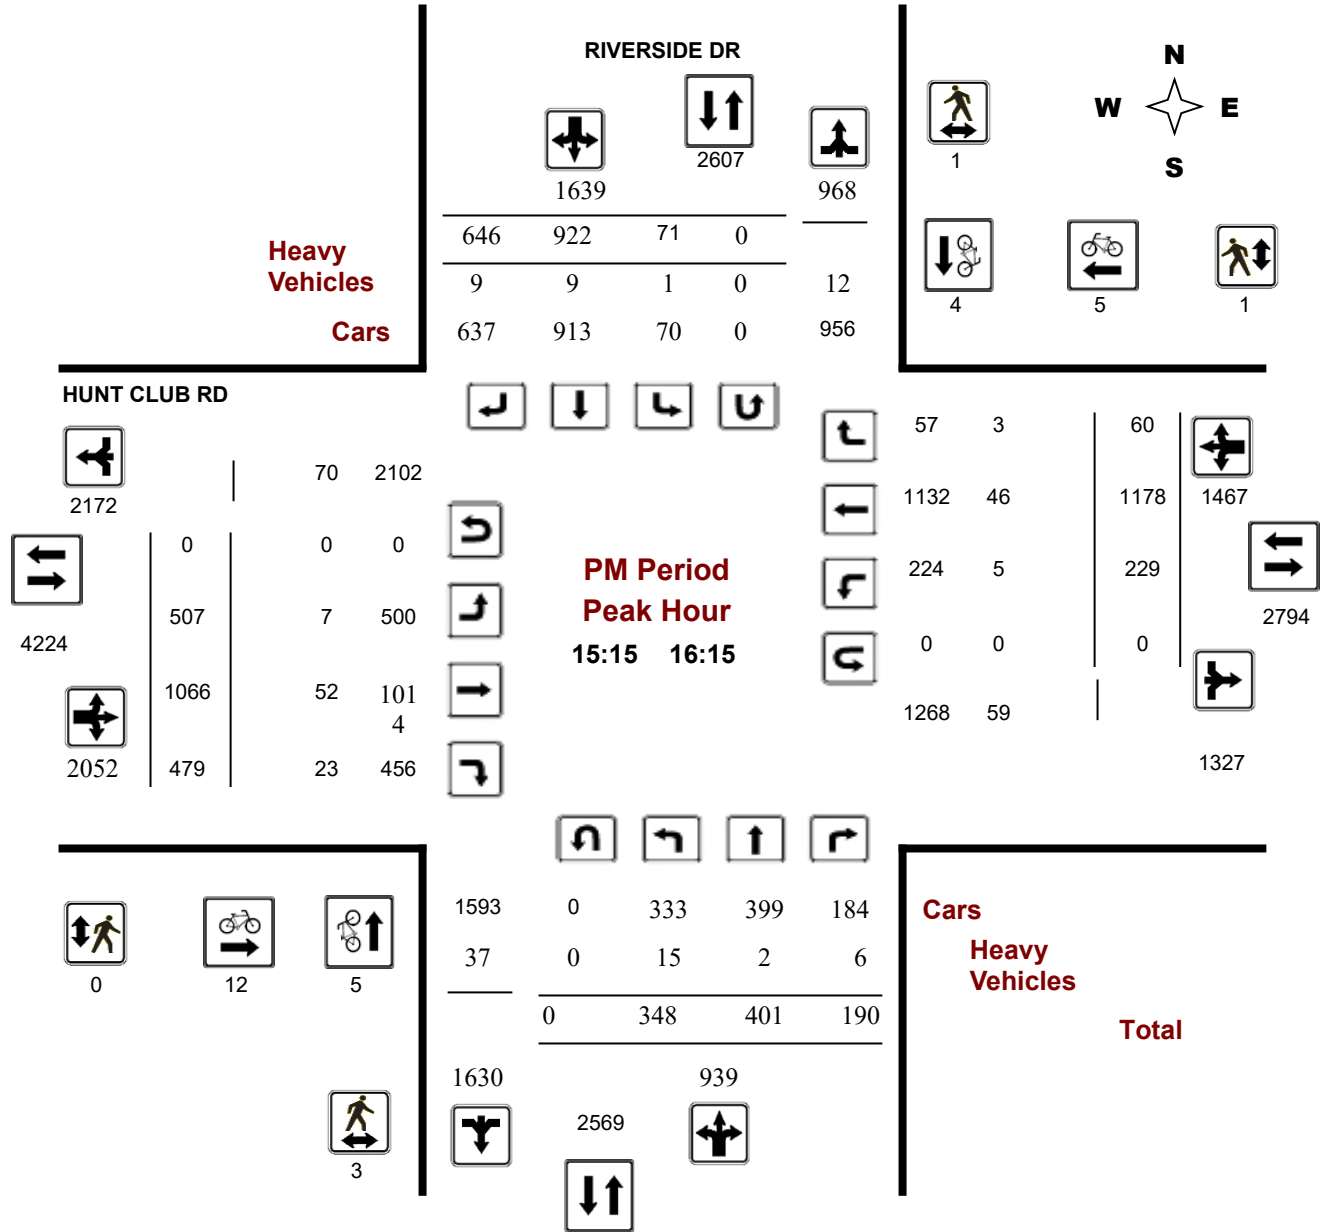 RIVERSIDE DR
N
W E
S
2607
1
1639
968
646 922 71 0
Heavy
Vehicles
9 9 1 0 12
4 5 1
Cars
637 913 70 0 956
HUNT CLUB RD
57 3 60
70 2102
2172
1132 46 1178 1467
0 0 0
PM Period
224 5 229
Peak Hour
507 7 500
2794
4224
15:15 16:15
0 0 0
1066 52 101
4
1268 59
2052 479 23 456
1327
1593 0 333 399 184
Cars
37 0 15 2 6
Heavy
Vehicles
0 12 5
0 348 401 190
Total
1630 939
2569
3